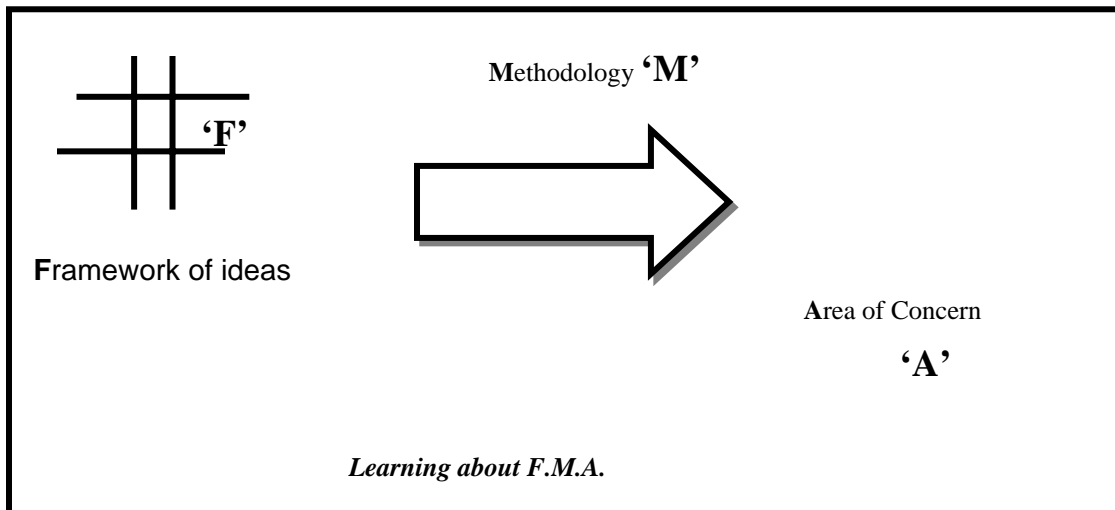 Methodology ‘M’
‘F’
Framework of ideas
Area of Concern
‘A’
Learning about F.M.A.